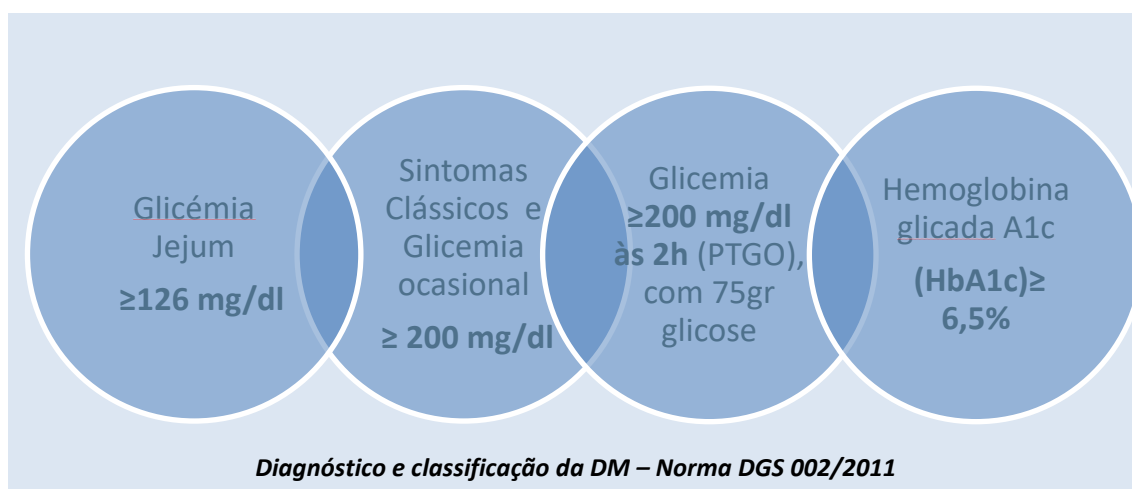 Glicémia
Jejum
≥126 mg/dl
Sintomas
Clássicos e
Glicemia
ocasional
≥ 200 mg/dl
Glicemia
≥200 mg/dl
às 2h (PTGO),
com 75gr
glicose
Hemoglobina
glicada A1c
(HbA1c)≥
6,5%
Diagnóstico e classificação da DM – Norma DGS 002/2011